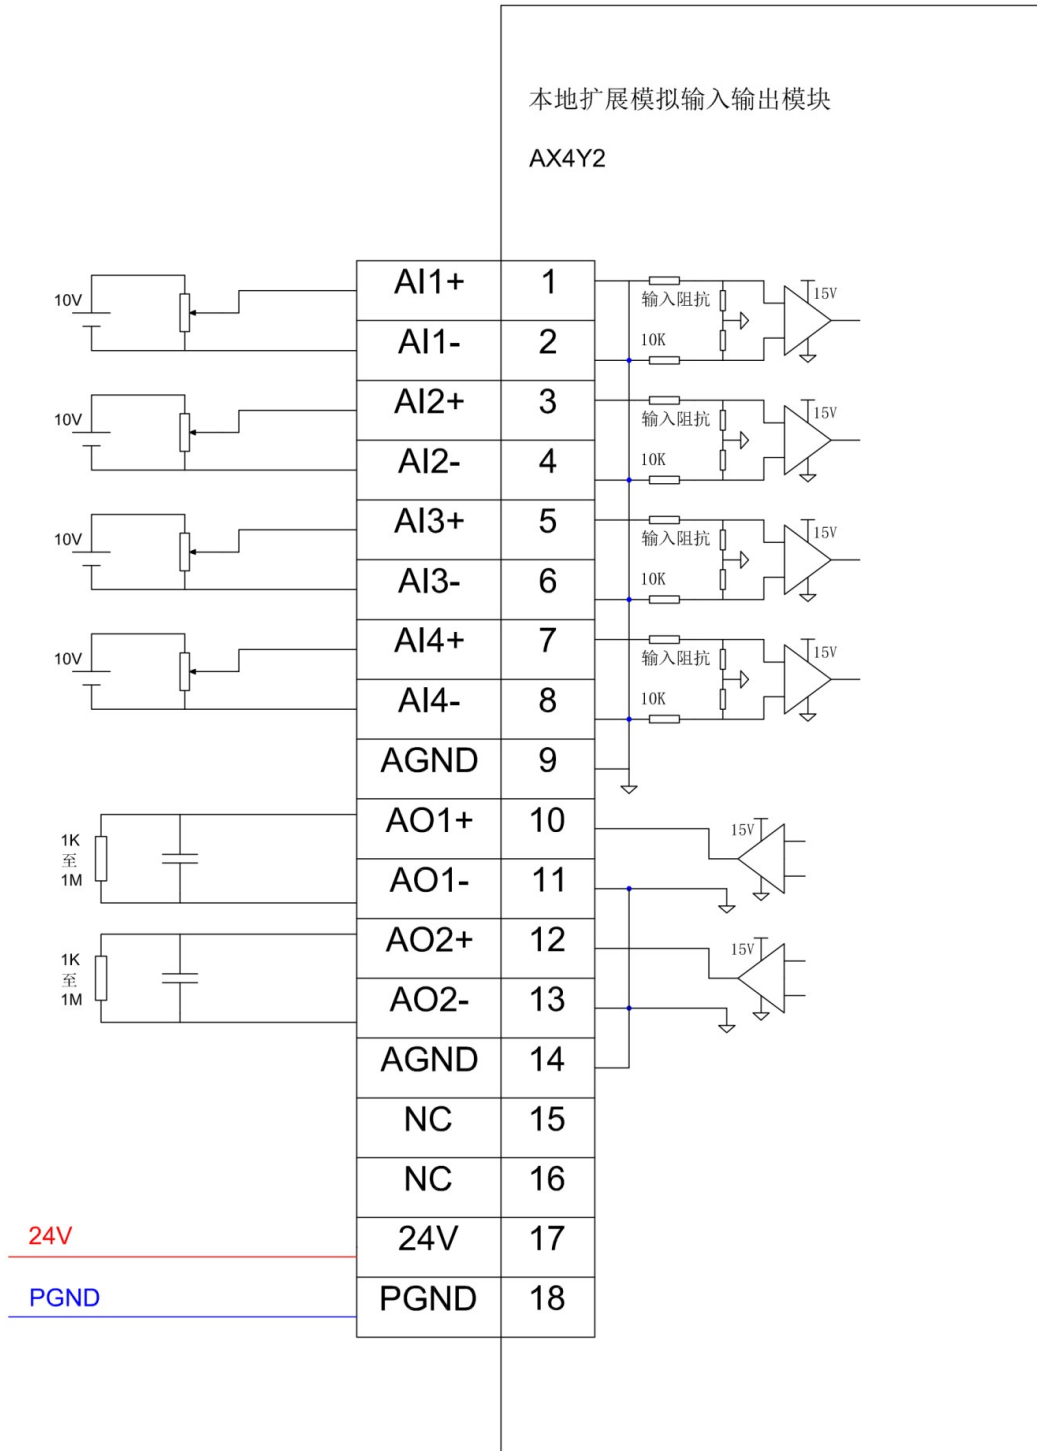 本地扩展模拟输入输出模块
AX4Y2
10V
AI1+ 1
输入阻抗
15V
AI1- 2
10K
10V
AI2+ 3
输入阻抗
15V
AI2- 4
10K
10V
AI3+ 5
输入阻抗
15V
AI3- 6
10K
10V
AI4+ 7
输入阻抗
15V
AI4- 8
10K
AGND 9
AO1+ 10
15V
1K
至
1M
AO1- 11
AO2+ 12
15V
1K
至
1M
AO2- 13
AGND 14
NC 15
NC 16
24V
24V 17
PGND
PGND 18